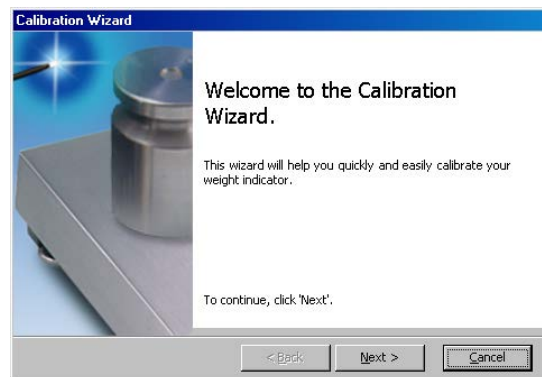 Calibration Wizard
Welcome to the Calibration
Wizard.
This wizard will help you quickly and easily calibrate your
weight indicator.
To continue, click 'Next'.
< Back Next > Cancel